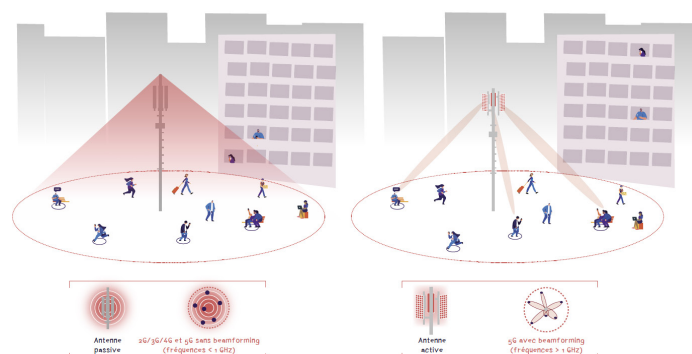 Antenne
passive
2G/3G/4G et 5G sans beamforming
(fréquences < 1 GHz)
Antenne
active
5G avec beamforming
(fréquences > 1 GHz)